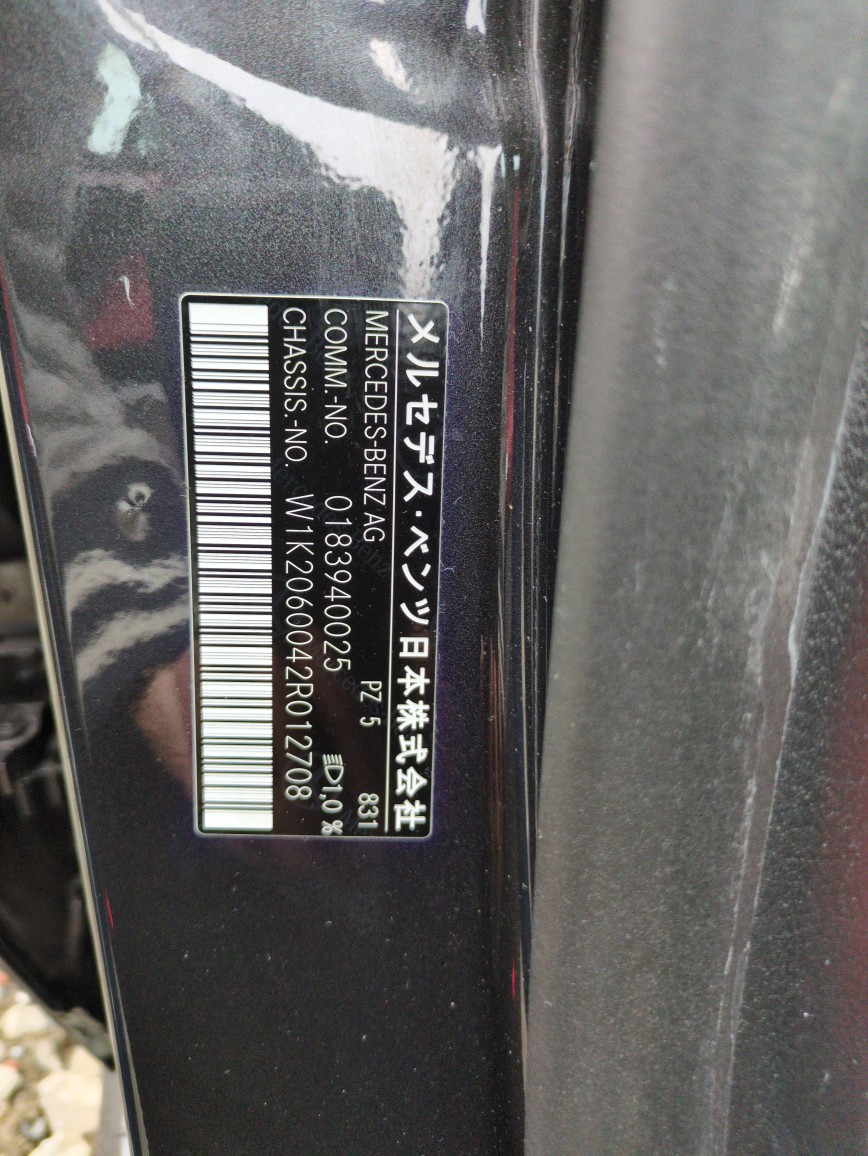 メルセデス・ベンツ日本株式会社
MERCEDES-BENZ AG 831
COMM.-NO. 0183940025 PZ 5 1.0 %
CHASSIS.-NO. W1K2060042R012708